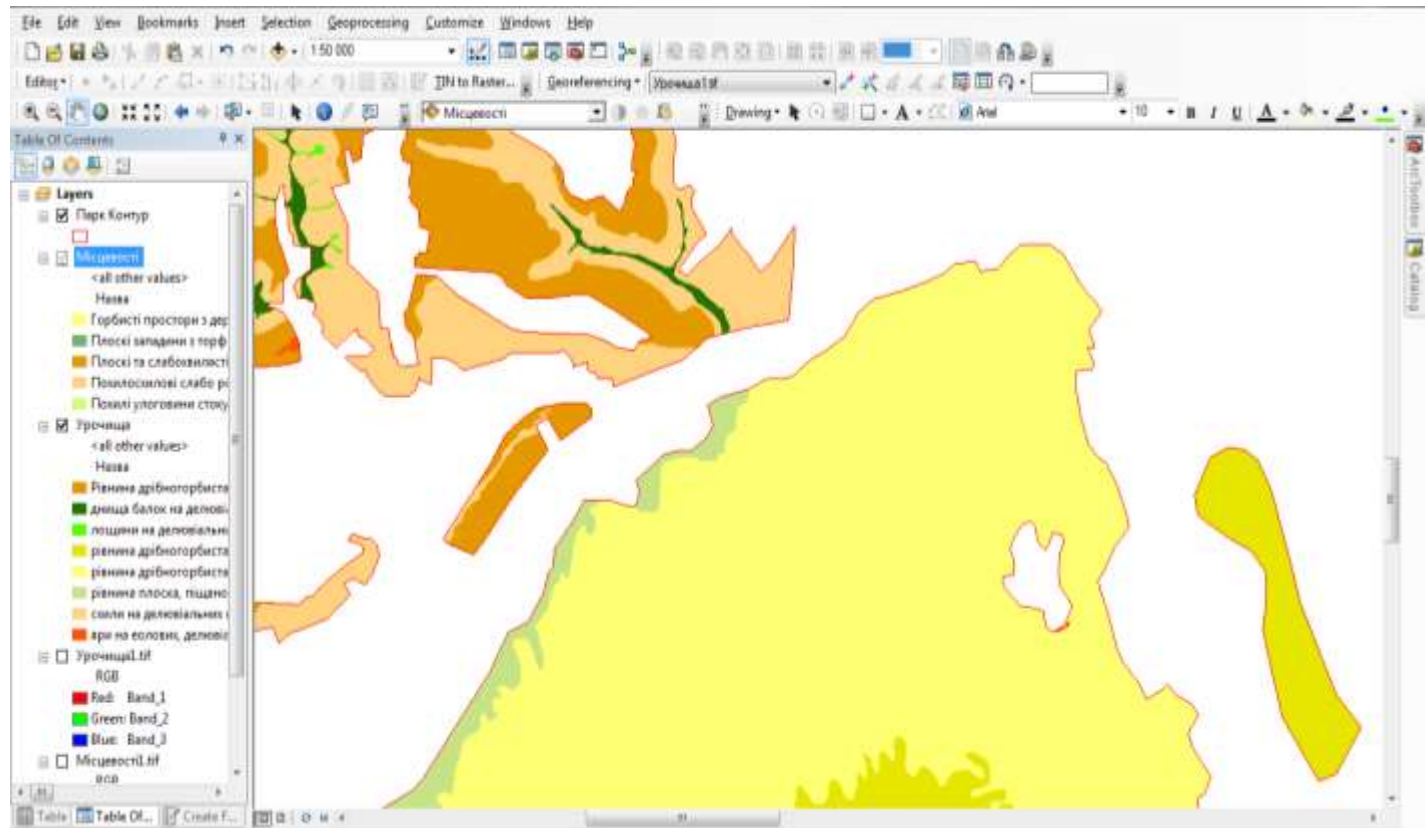 File Edit View Bookmarks Insert Selection Geoprocessing Customize Windows Help
1:50 000
Editor TIN to Raster... Georeferencing Урочища1.tif
Місцевості Drawing A Arial 10 B I U A
Table Of Contents
ArcToolbox
Catalog
Layers
Парк Контур
Місцевості
<all other values>
Назва
Горбисті простори з дер
Плоскі западини з торф
Плоскі та слабохвилясті
Похилосхилові слабо рі
Похилі улоговини стоку
Урочища
<all other values>
Назва
Рівнина дрібногорбиста
днища балок на делюві
лощини на делювіальни
рівнина дрібногорбиста
рівнина дрібногорбиста
рівнина плоска, піщано
схили на делювіальних
яри на еолових, делювіа
Урочища1.tif
RGB
Red: Band_1
Green: Band_2
Blue: Band_3
Місцевості1.tif
RGB
Table Table Of... Create F...